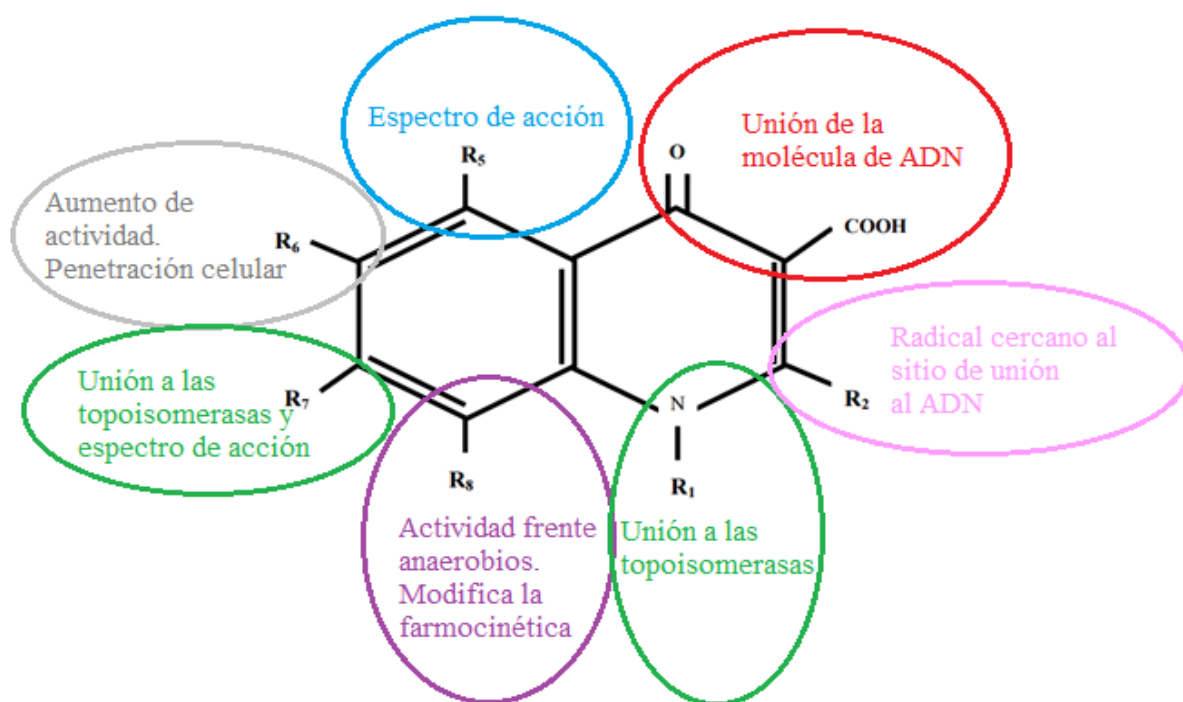 Espectro de acción
Unión de la
molécula de ADN
R5
O
Aumento de
actividad.
Penetración celular
R6
COOH
Radical cercano al
sitio de unión
al ADN
Unión a las
topoisomerasas y
espectro de acción
R7
N
R2
R8
R1
Actividad frente
anaerobios.
Modifica la
farmocinética
Unión a las
topoisomerasas